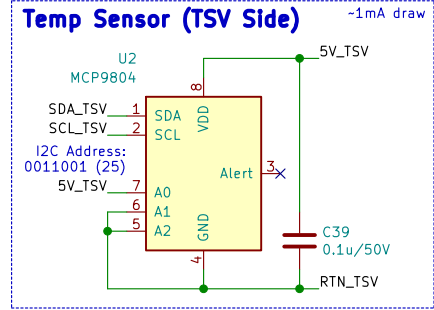 Temp Sensor (TSV Side)
~1mA draw
U2
MCP9804
5V_TSV
8
VDD
SDA_TSV 1 SDA
SCL_TSV 2 SCL
I2C Address:
0011001 (25)
Alert 3
5V_TSV 7 A0
6 A1
5 A2
GND
4
C39
0.1u/50V
RTN_TSV